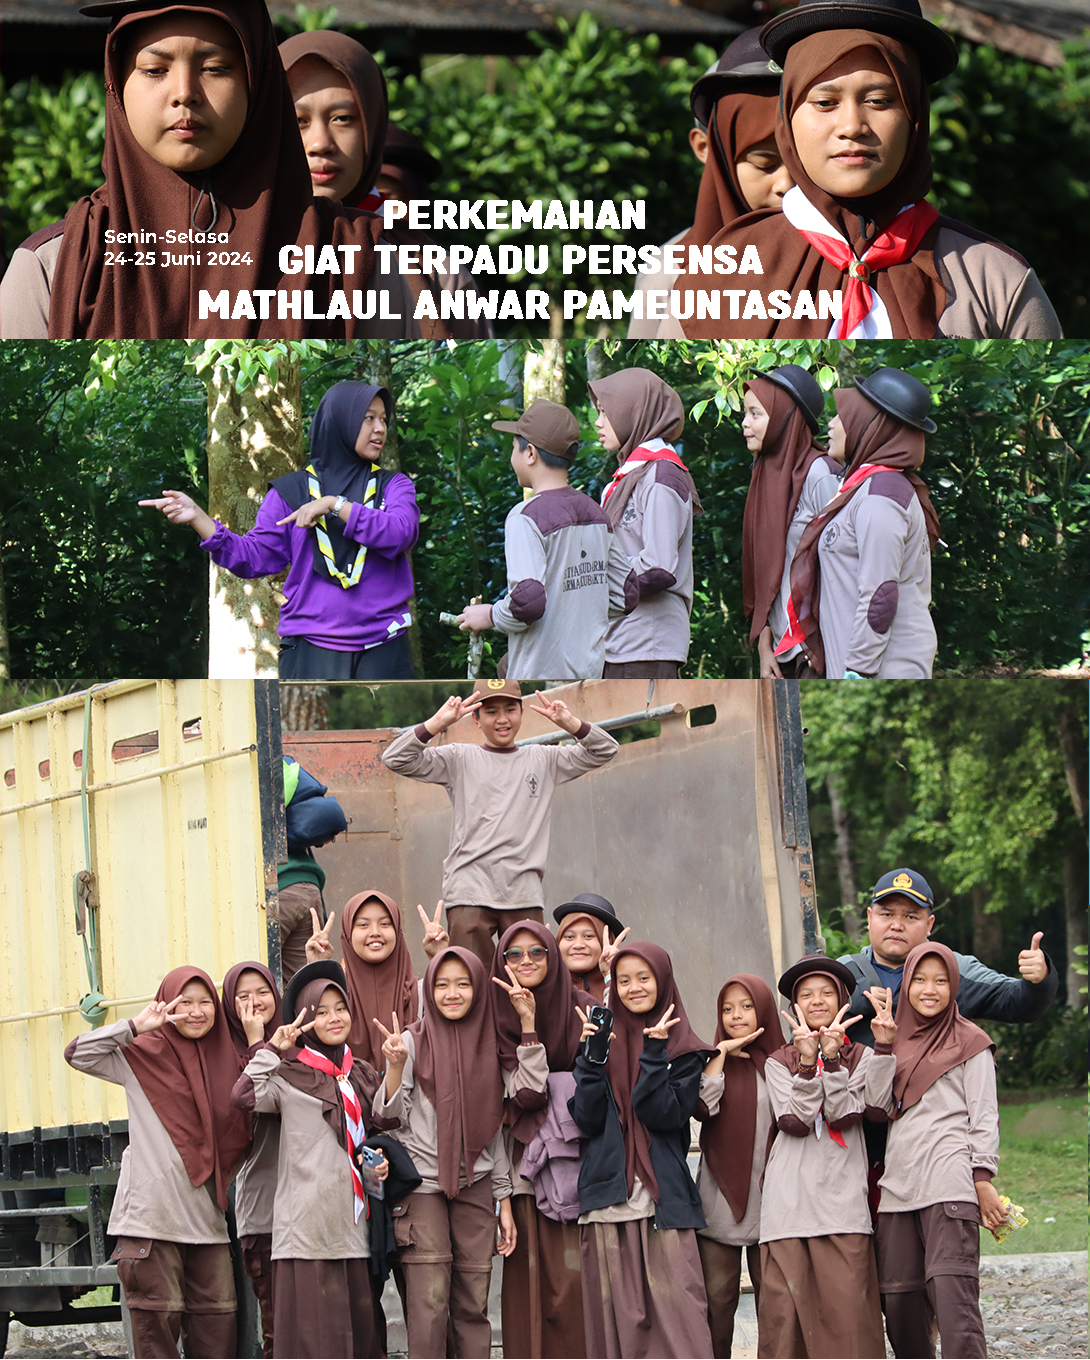 PERKEMAHAN
Senin-Selasa
24-25 Juni 2024
GIAT TERPADU PERSENSA
MATHLAUL ANWAR PAMEUNTASAN